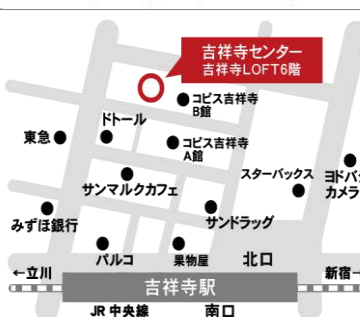 吉祥寺センター
吉祥寺LOFT6階
コピス吉祥寺
B館
ドトール
東急
コピス吉祥寺
A館
スターバックス
ヨドバ
カメラ
サンマルクカフェ
サンドラッグ
みずほ銀行
パルコ
果物屋
北口
←立川
新宿→
吉祥寺駅
JR中央線
南口